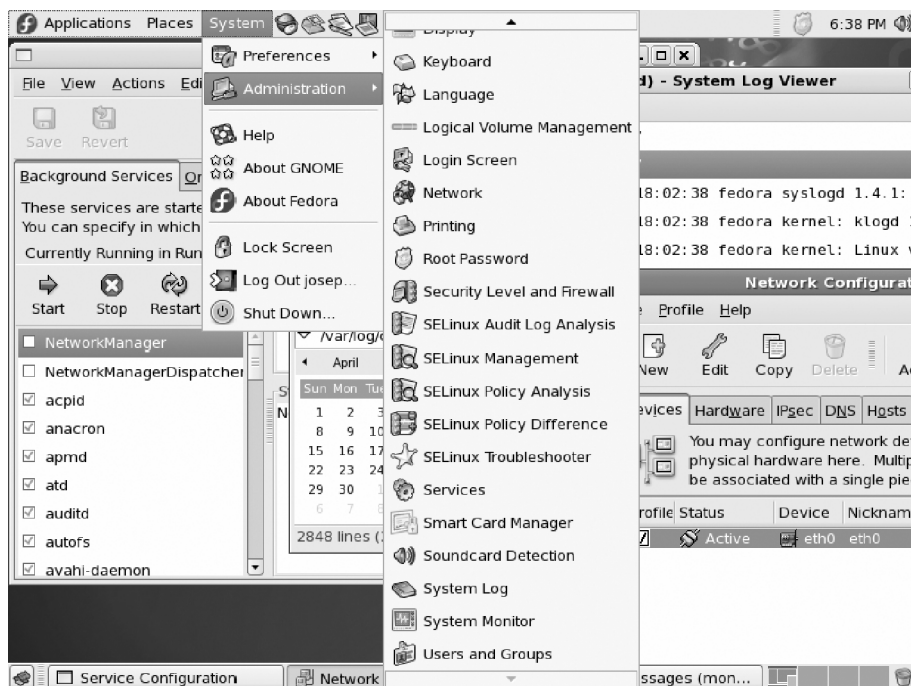 Applications Places System 6:38 PM
Preferences
Administration
Help
About GNOME
About Fedora
Lock Screen
Log Out josep...
Shut Down...
Display
Keyboard
Language
Logical Volume Management
Login Screen
Network
Printing
Root Password
Security Level and Firewall
SELinux Audit Log Analysis
SELinux Management
SELinux Policy Analysis
SELinux Policy Difference
SELinux Troubleshooter
Services
Smart Card Manager
Soundcard Detection
System Log
System Monitor
Users and Groups
File View Actions Edi
Save Revert
Background Services Or
These services are starte
You can specify in which
Currently Running in Run
Start Stop Restart
NetworkManager
NetworkManagerDispatcher
acpid
anacron
apmd
atd
auditd
autofs
avahi-daemon
/var/log/c
April
Sun Mon Tue
1 2 3
8 9 10
15 16 17
22 23 24
29 30 1
6 7 8
2848 lines (
d) - System Log Viewer
18:02:38 fedora syslogd 1.4.1:
18:02:38 fedora kernel: klogd
18:02:38 fedora kernel: Linux v
Network Configurat
Profile Help
New Edit Copy Delete A
evices Hardware IPsec DNS Hosts
You may configure network de
physical hardware here. Multip
be associated with a single pie
rofile Status Device Nicknam
Active eth0 eth0
Service Configuration Network ssages (mon...